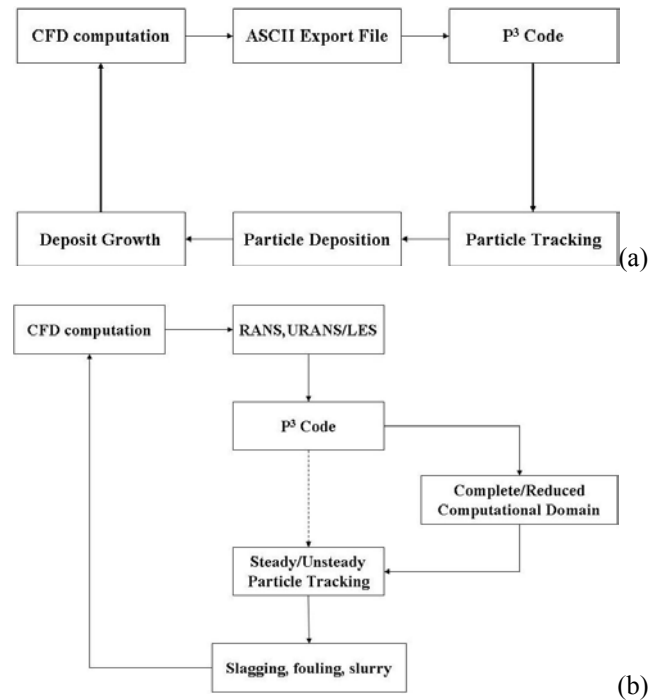 CFD computation
ASCII Export File
P³ Code
Deposit Growth
Particle Deposition
Particle Tracking
(a)
CFD computation
RANS,URANS/LES
P³ Code
Complete/Reduced
Computational Domain
Steady/Unsteady
Particle Tracking
Slagging, fouling, slurry
(b)